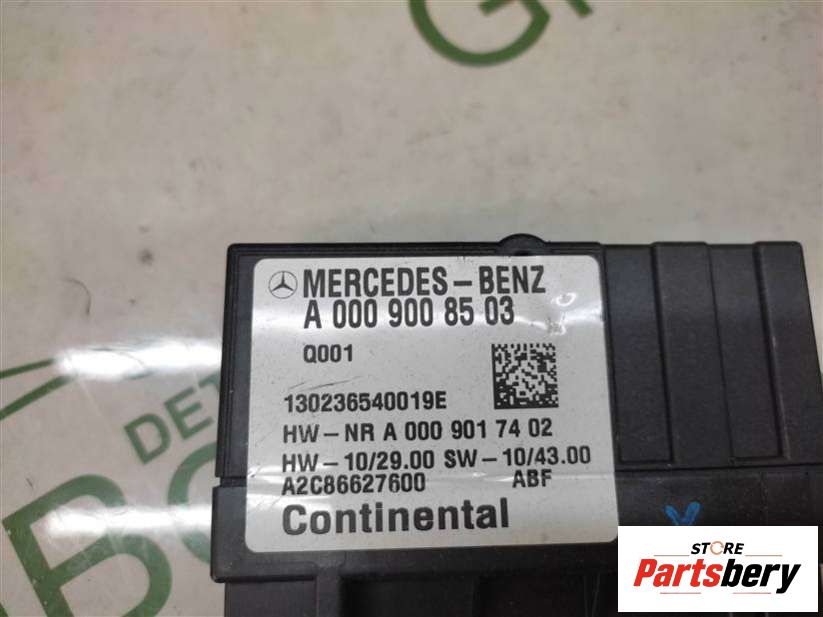 MERCEDES-BENZ
A 000 900 85 03
Q001
130236540019E
HW-NR A 000 901 74 02
HW-10/29.00 SW-10/43.00
A2C86627600 ABF
Continental
STORE
Partsbery